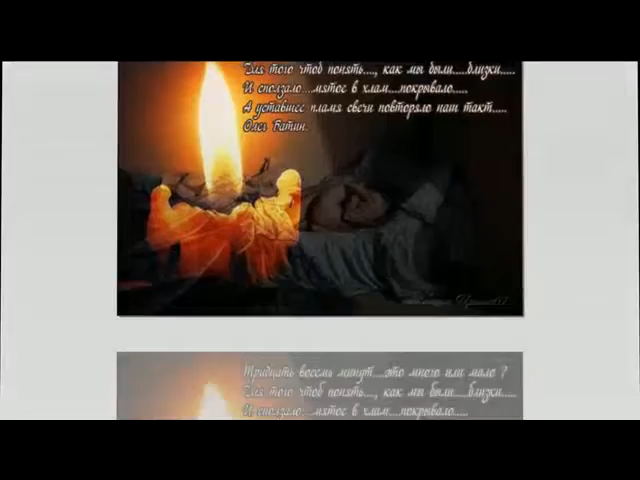 Для того чтоб понять...., как мы были.....близки.....
И сползало...мятое в хлам....покрывало.....
А уставшее пламя свечи повторяло наш такт.....
Олег Ватин.
Тридцать восемь минут....это много или мало ?
Для того чтоб понять...., как мы были.....близки.....
И сползало...мятое в хлам....покрывало.....